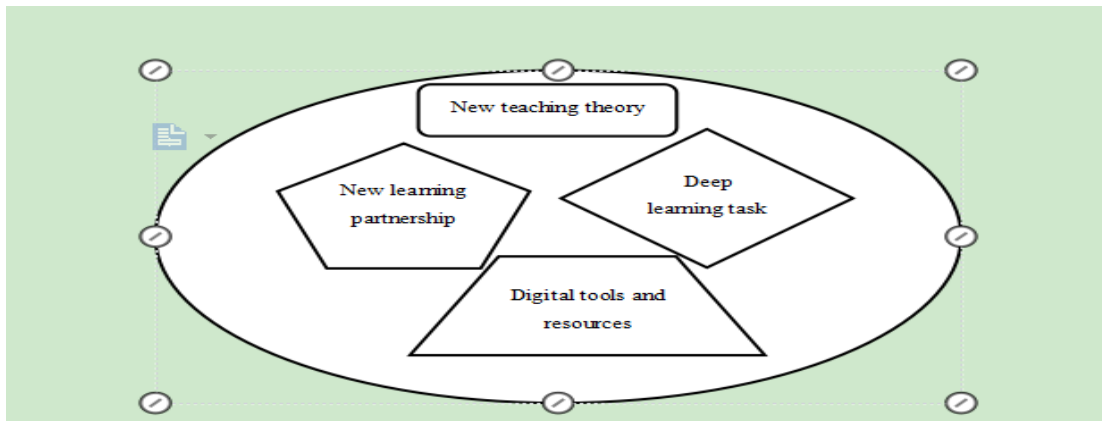 New teaching theory
New learning
partnership
Deep
learning task
Digital tools and
resources